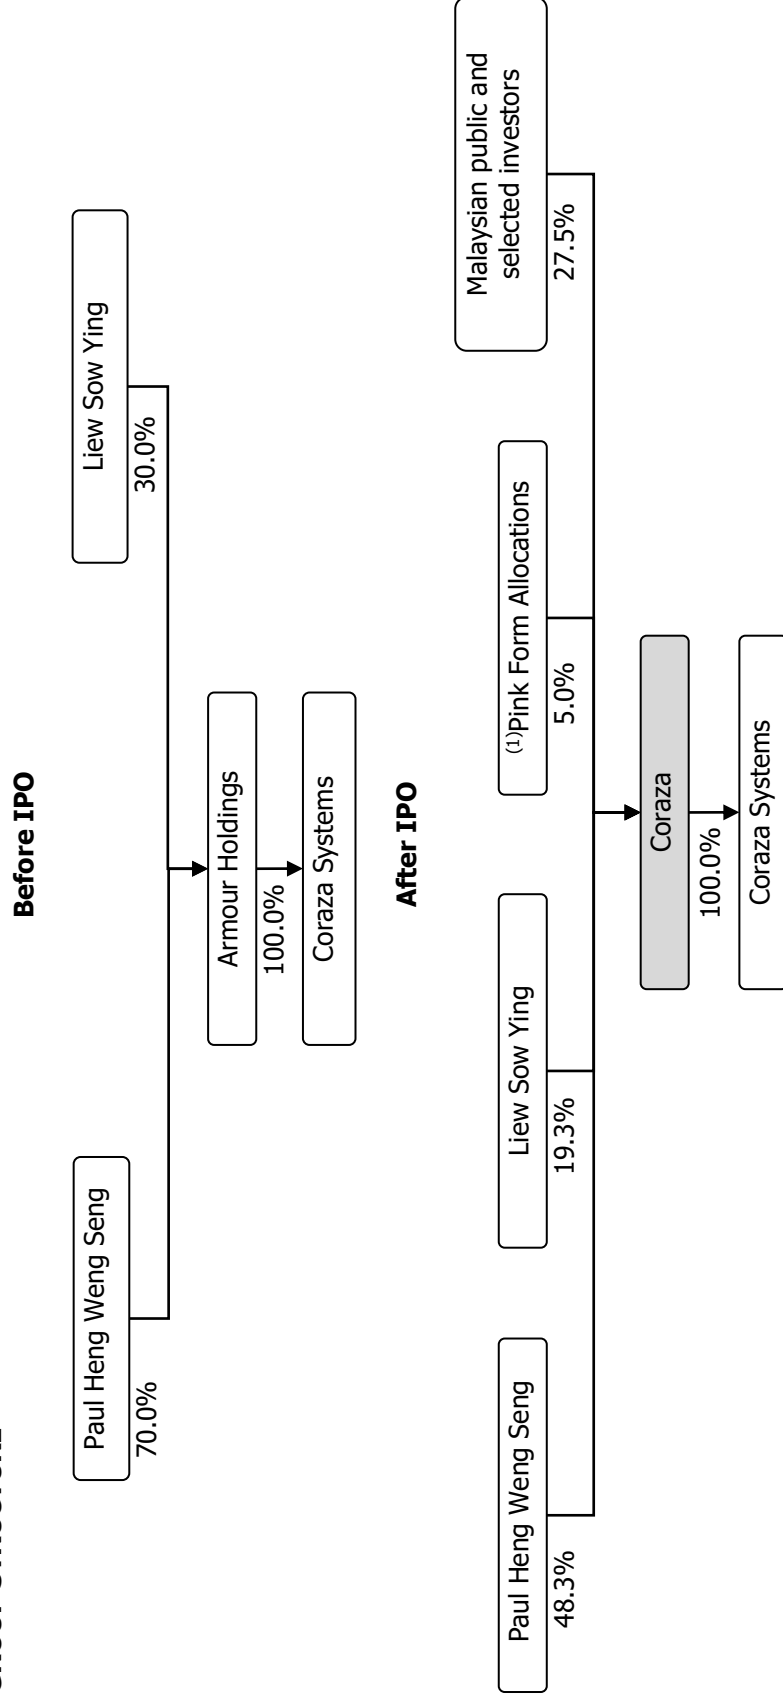 Before IPO
Paul Heng Weng Seng
70.0%
Liew Sow Ying
30.0%
Armour Holdings
100.0%
Coraza Systems
After IPO
Paul Heng Weng Seng
48.3%
Liew Sow Ying
19.3%
(1)Pink Form Allocations
5.0%
Malaysian public and
selected investors
27.5%
Coraza
100.0%
Coraza Systems